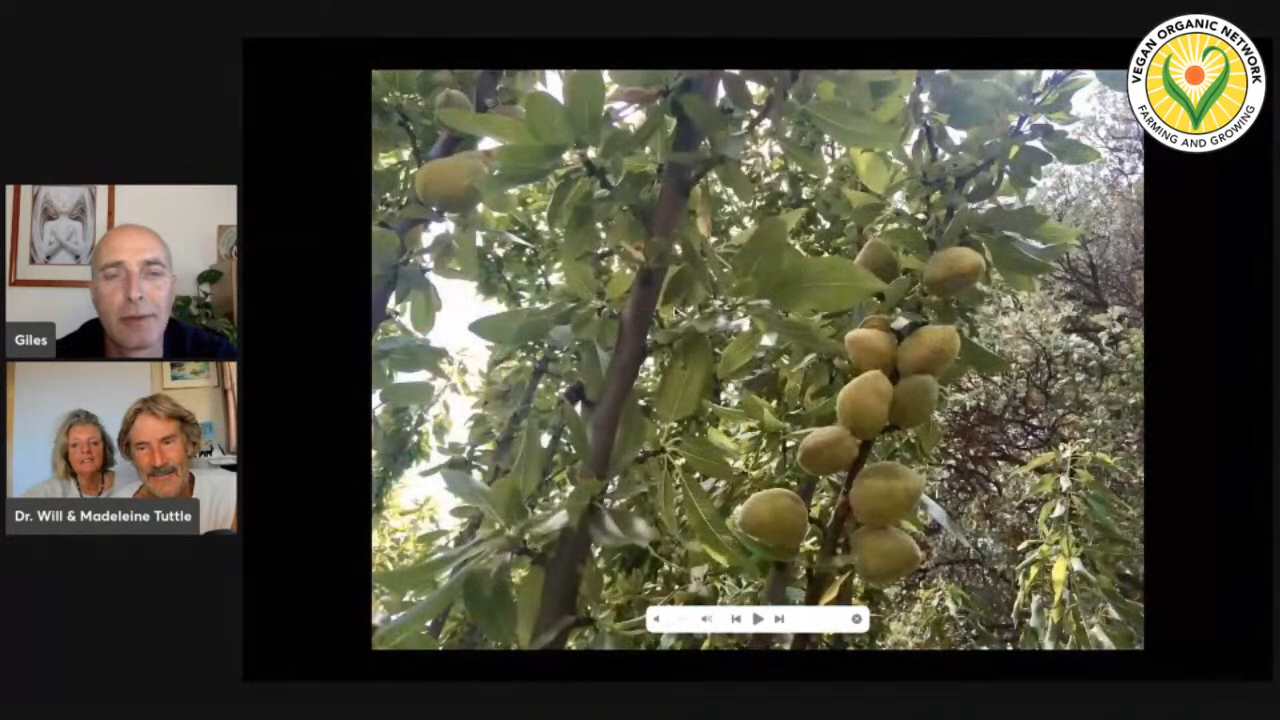 VEGAN ORGANIC NETWORK
FARMING AND GROWING
Giles
Dr. Will & Madeleine Tuttle